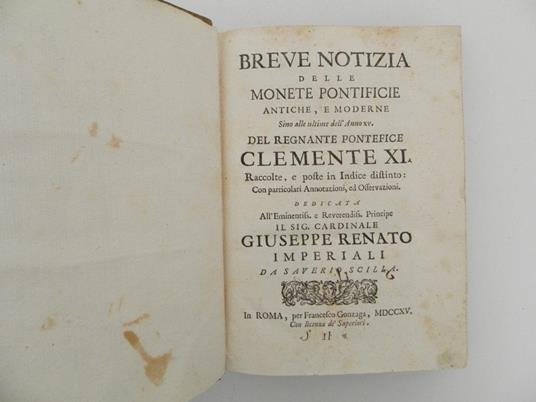 BREVE NOTIZIA
DELLE
MONETE PONTIFICIE
ANTICHE, E MODERNE
Sino alle ultime dell'Anno xv.
DEL REGNANTE PONTEFICE
CLEMENTE XI.
Raccolte, e poste in Indice distinto:
Con particolari Annotazioni, ed Osservazioni.
DEDICATA
All'Eminentiss. e Reverendiss. Principe
IL SIG. CARDINALE
GIUSEPPE RENATO
IMPERIALI
DA SAVERIO SCILLA.
In ROMA, per Francesco Gonzaga, MDCCXV.
Con licenza de' Superiori.